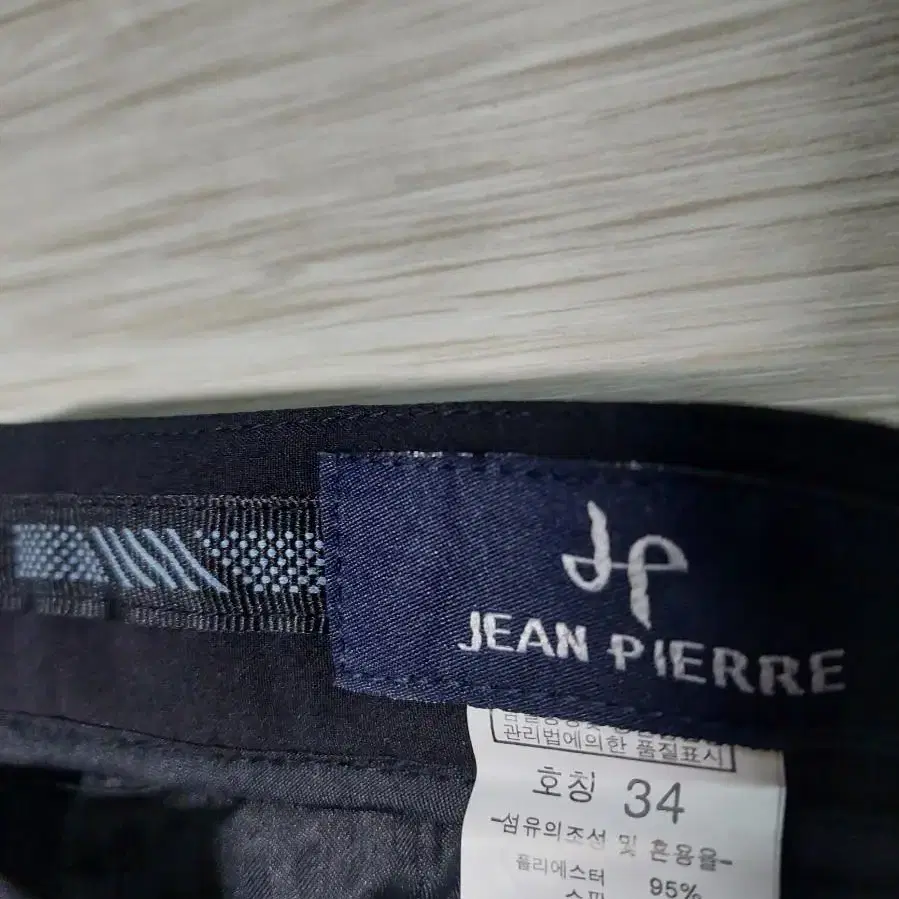 JP
JEAN PIERRE
관리법에의한 품질표시
호칭 34
-섬유의조성 및 혼용율-
폴리에스터 95%